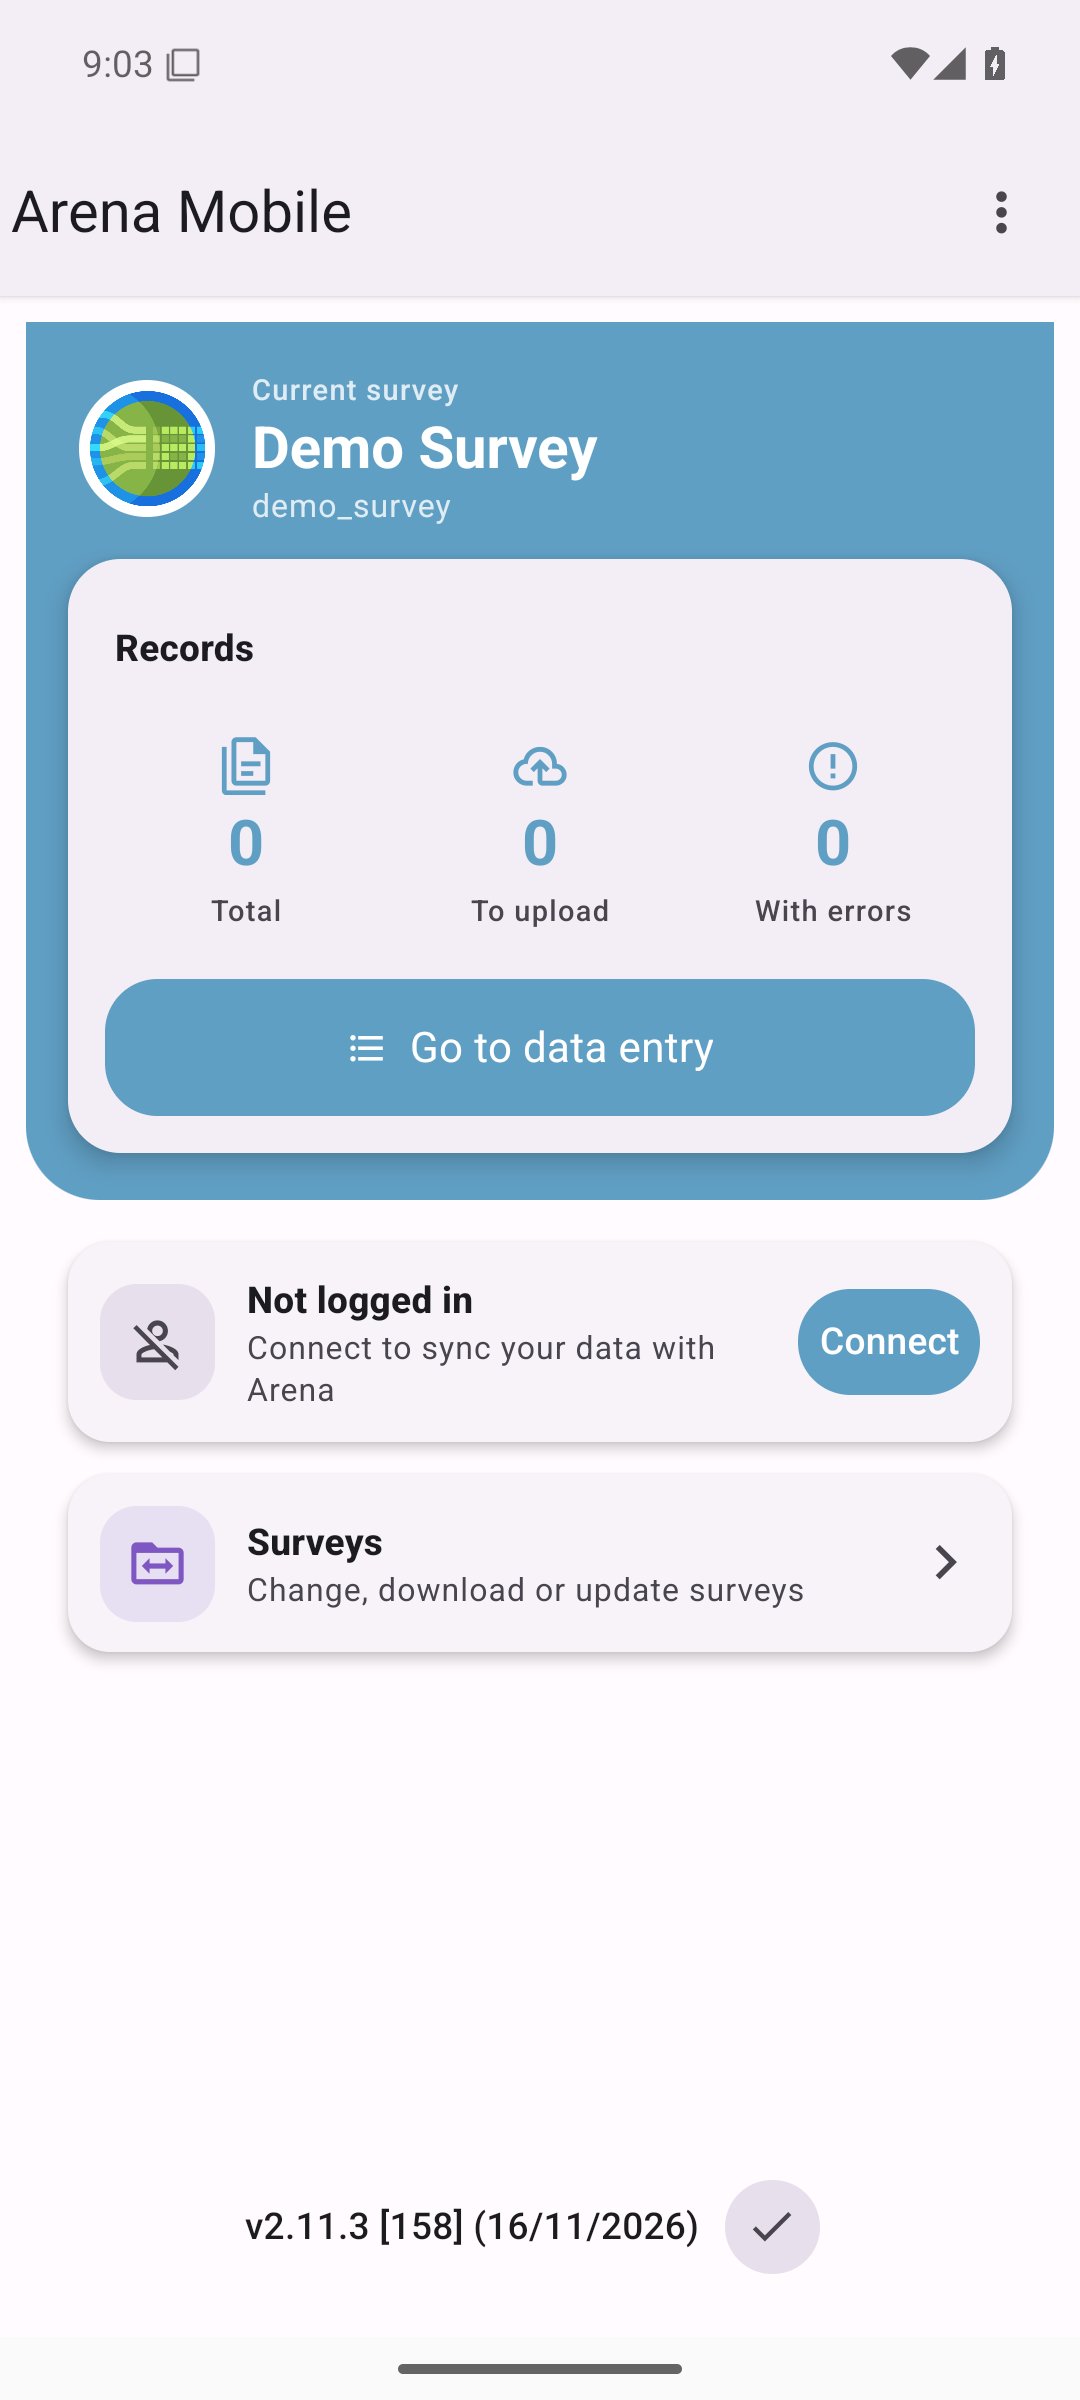 9:03
Arena Mobile
Current survey
Demo Survey
demo_survey
Records
0
0
0
Total
To upload
With errors
Go to data entry
Not logged in
Connect to sync your data with
Arena
Connect
Surveys
Change, download or update surveys
v2.11.3 [158] (16/11/2026)